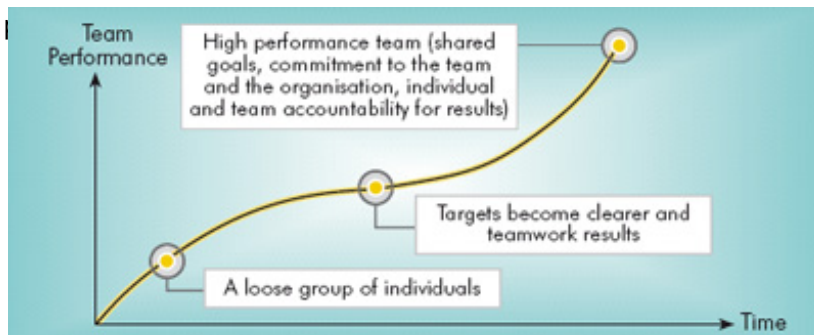 Team
Performance
High performance team (shared
goals, commitment to the team
and the organisation, individual
and team accountability for results)
Targets become clearer and
teamwork results
A loose group of individuals
Time